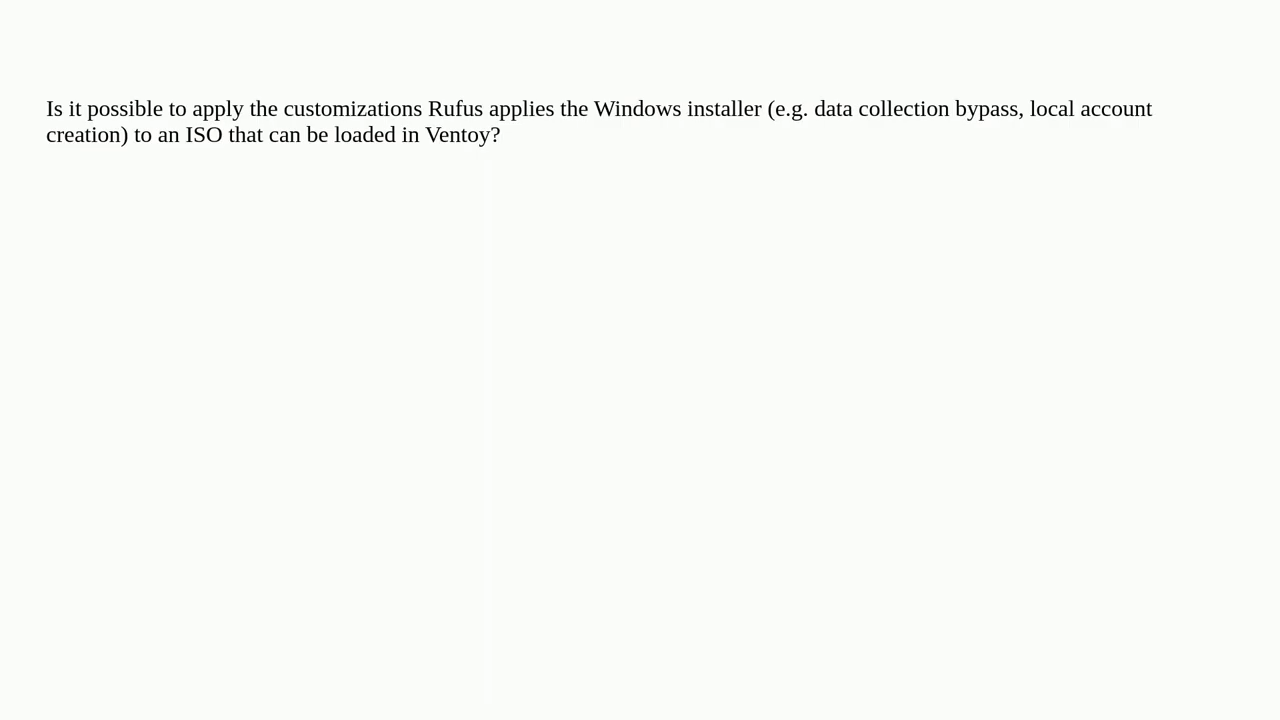 Is it possible to apply the customizations Rufus applies the Windows installer (e.g. data collection bypass, local account
creation) to an ISO that can be loaded in Ventoy?